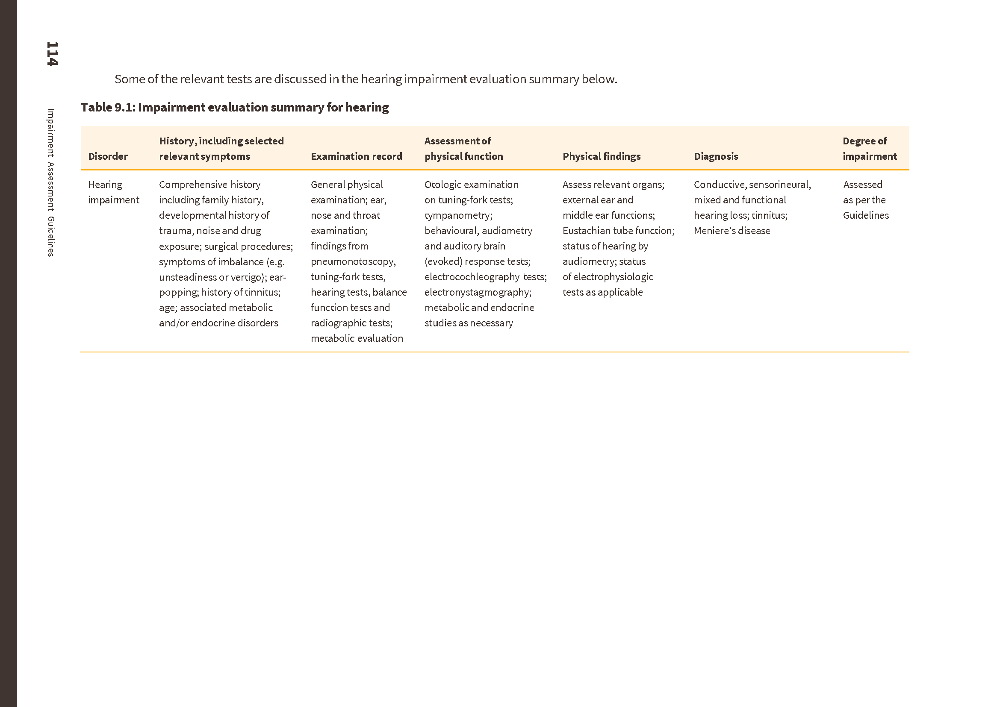 114
Impairment Assessment Guidelines
Some of the relevant tests are discussed in the hearing impairment evaluation summary below.
Table 9.1: Impairment evaluation summary for hearing
Disorder
History, including selected
relevant symptoms
Examination record
Assessment of
physical function
Physical findings
Diagnosis
Degree of
impairment
Hearing
impairment
Comprehensive history
including family history,
developmental history of
trauma, noise and drug
exposure; surgical procedures;
symptoms of imbalance (e.g.
unsteadiness or vertigo); ear-
popping; history of tinnitus;
age; associated metabolic
and/or endocrine disorders
General physical
examination; ear,
nose and throat
examination;
findings from
pneumonotoscopy,
tuning-fork tests,
hearing tests, balance
function tests and
radiographic tests;
metabolic evaluation
Otologic examination
on tuning-fork tests;
tympanometry;
behavioural, audiometry
and auditory brain
(evoked) response tests;
electrocochleography tests;
electronystagmography;
metabolic and endocrine
studies as necessary
Assess relevant organs;
external ear and
middle ear functions;
Eustachian tube function;
status of hearing by
audiometry; status
of electrophysiologic
tests as applicable
Conductive, sensorineural,
mixed and functional
hearing loss; tinnitus;
Meniere’s disease
Assessed
as per the
Guidelines